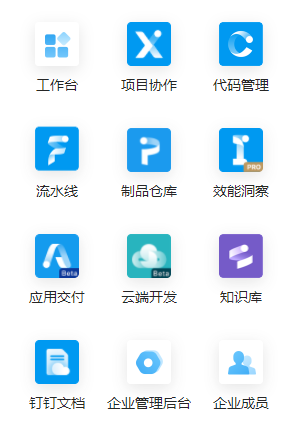 工作台 项目协作 代码管理
PRO
流水线 制品仓库 效能洞察
Beta Beta
应用交付 云端开发 知识库
钉钉文档 企业管理后台 企业成员